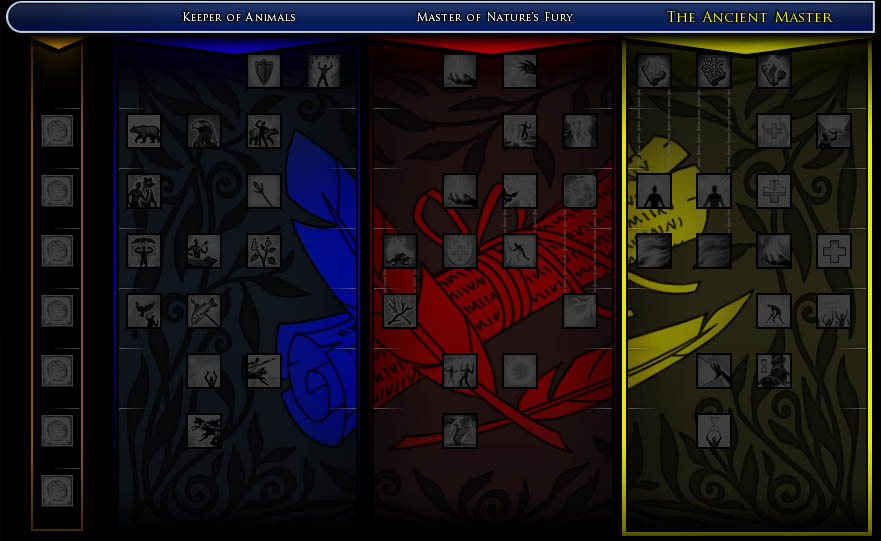 Keeper of Animals
Master of Nature's Fury
The Ancient Master